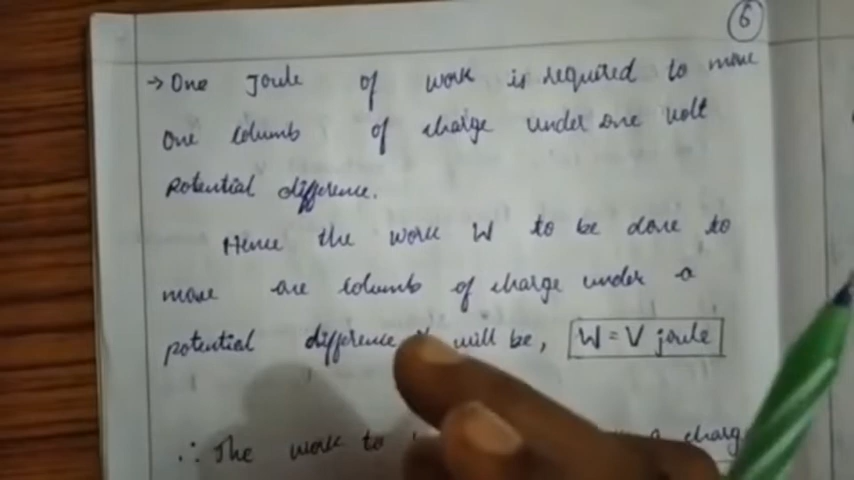 6
→ One Joule of work is required to move
one Columb of charge under one volt
potential difference.
Hence the work W to be done to
move one Columb of charge under a
potential difference will be, W = V joule
∴ The work to charge